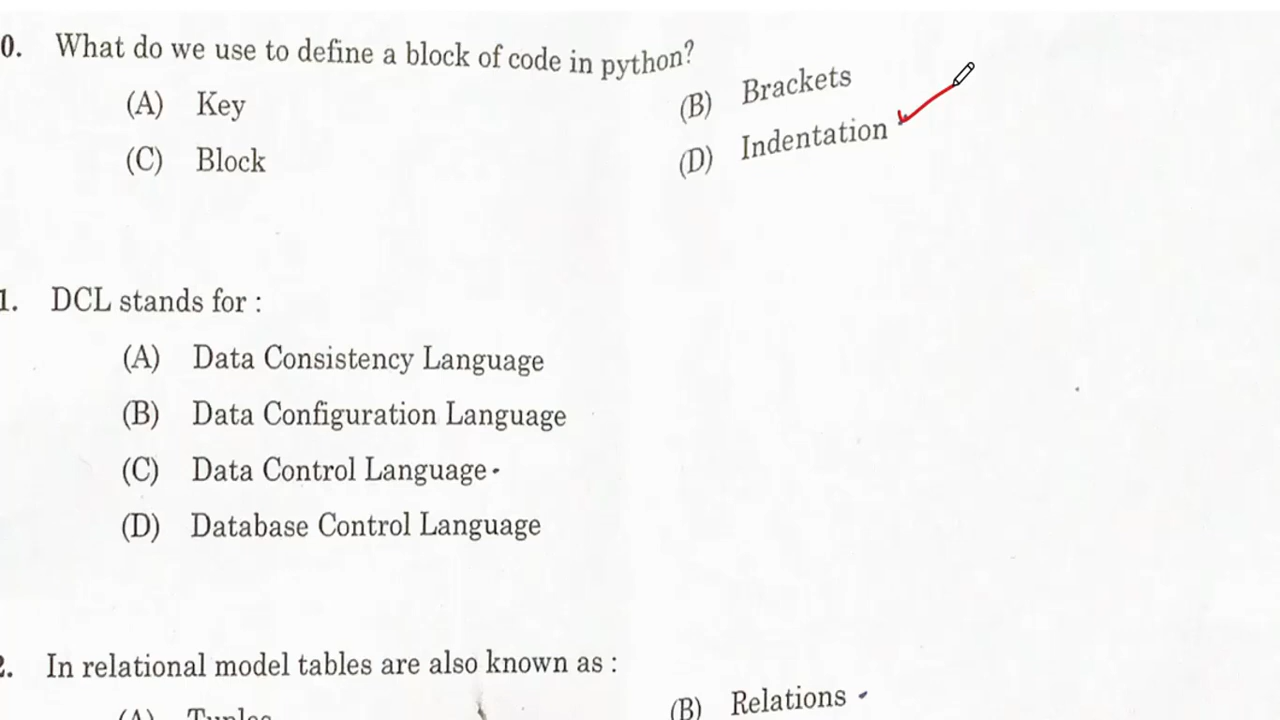 0. What do we use to define a block of code in python?
(A) Key
(B) Brackets
(C) Block
(D) Indentation
1. DCL stands for :
(A) Data Consistency Language
(B) Data Configuration Language
(C) Data Control Language
(D) Database Control Language
2. In relational model tables are also known as :
(A) Tuples
(B) Relations